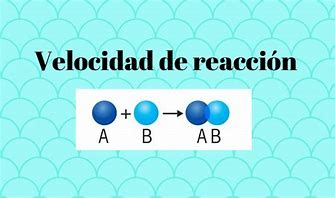 Velocidad de reacción
+ →
A B AB